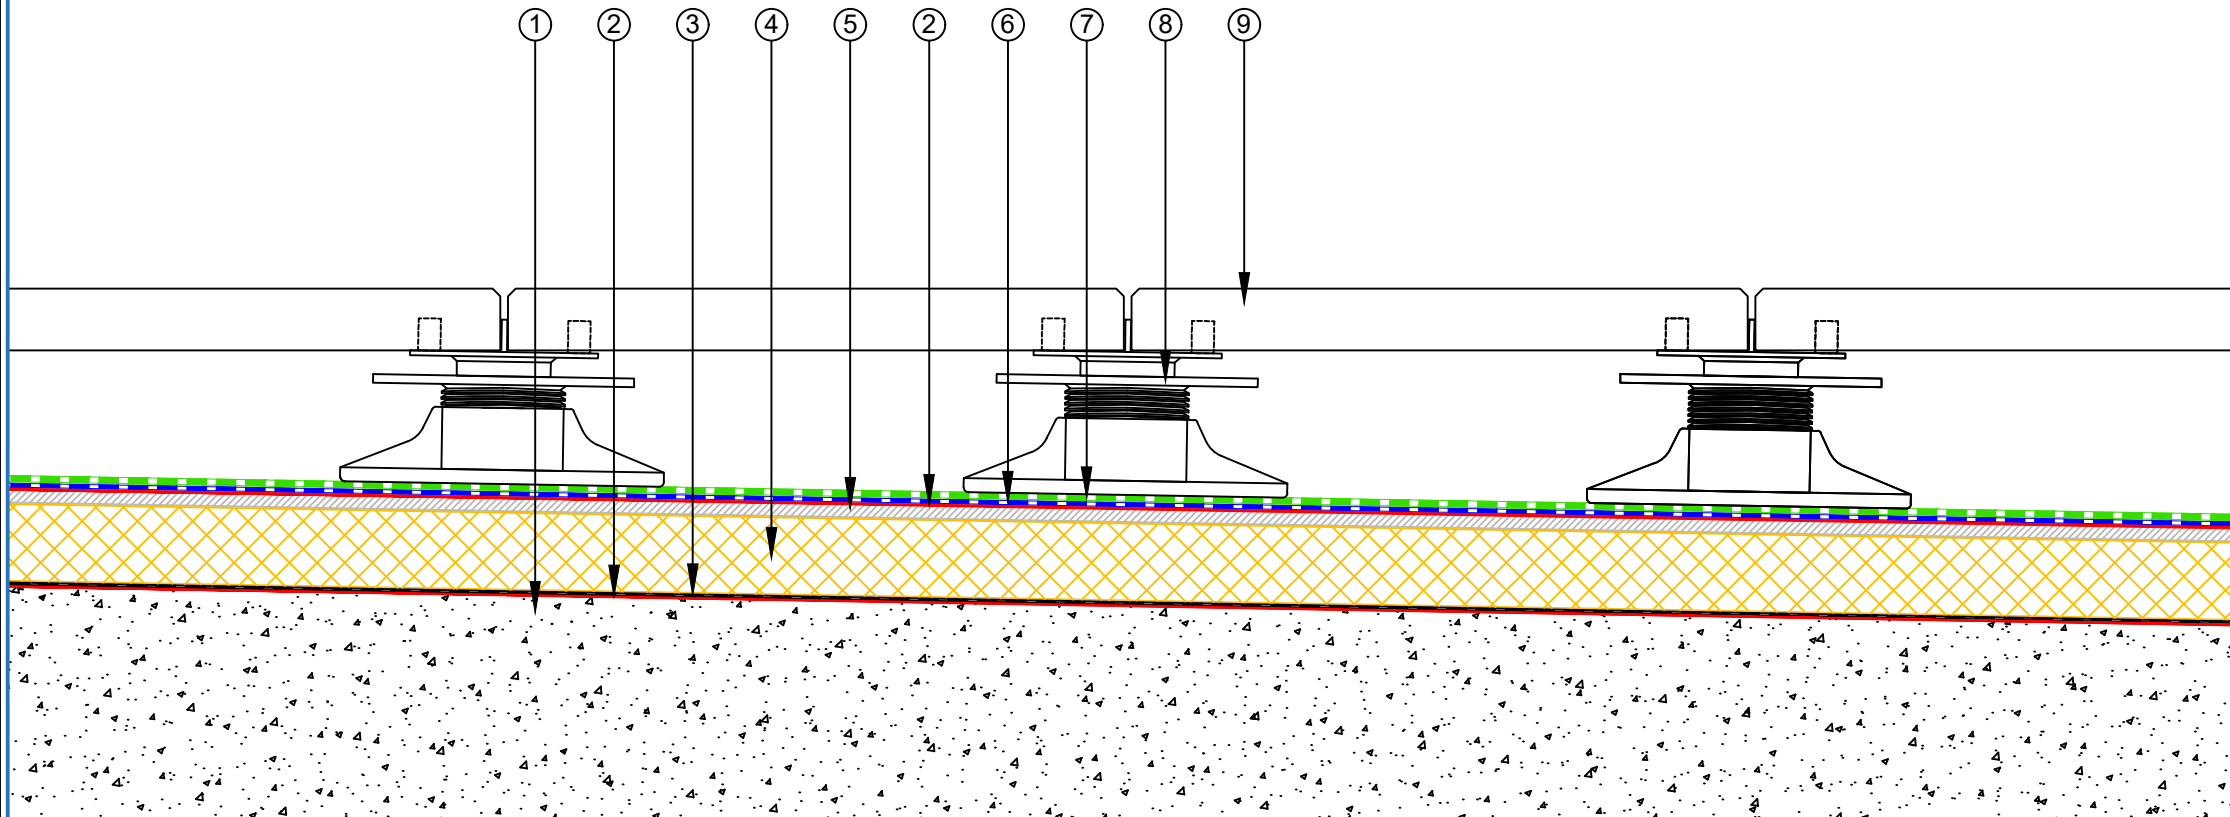 ① ② ③ ④ ⑤ ② ⑥ ⑦ ⑧ ⑨